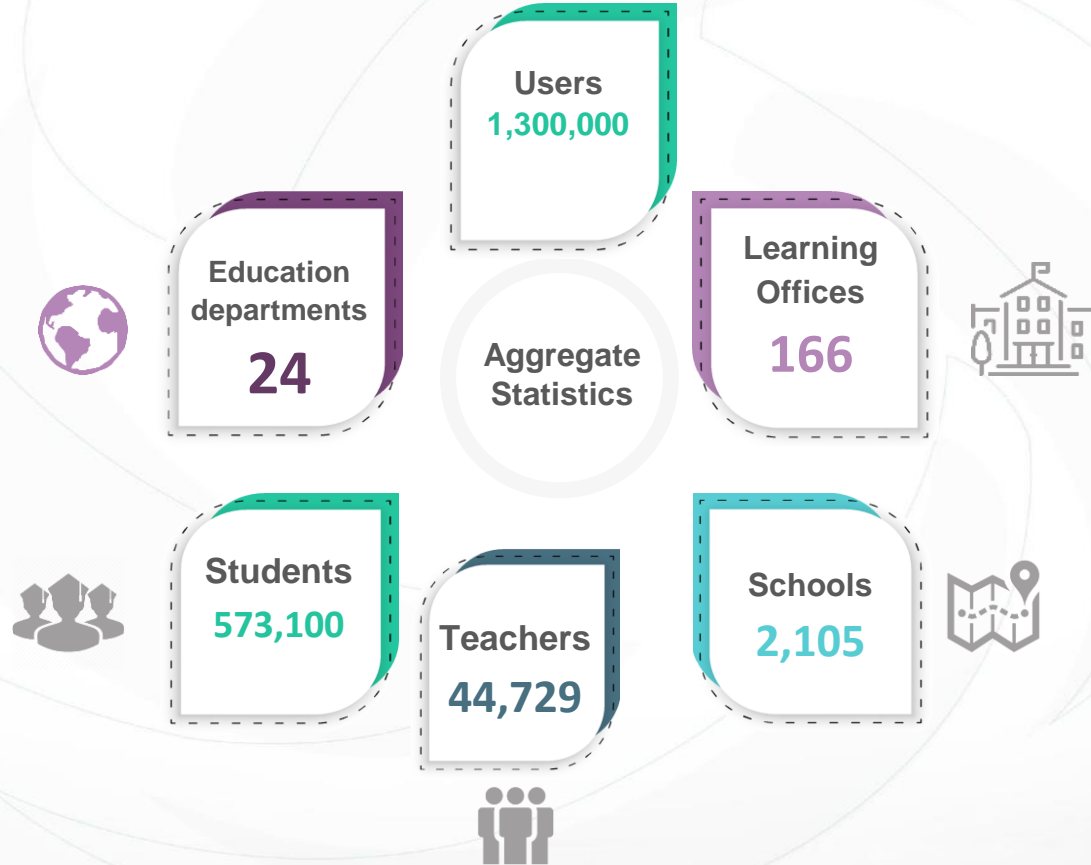 Users
1,300,000
Learning
Offices
166
Education
departments
24
Aggregate
Statistics
Students
573,100
Teachers
44,729
Schools
2,105